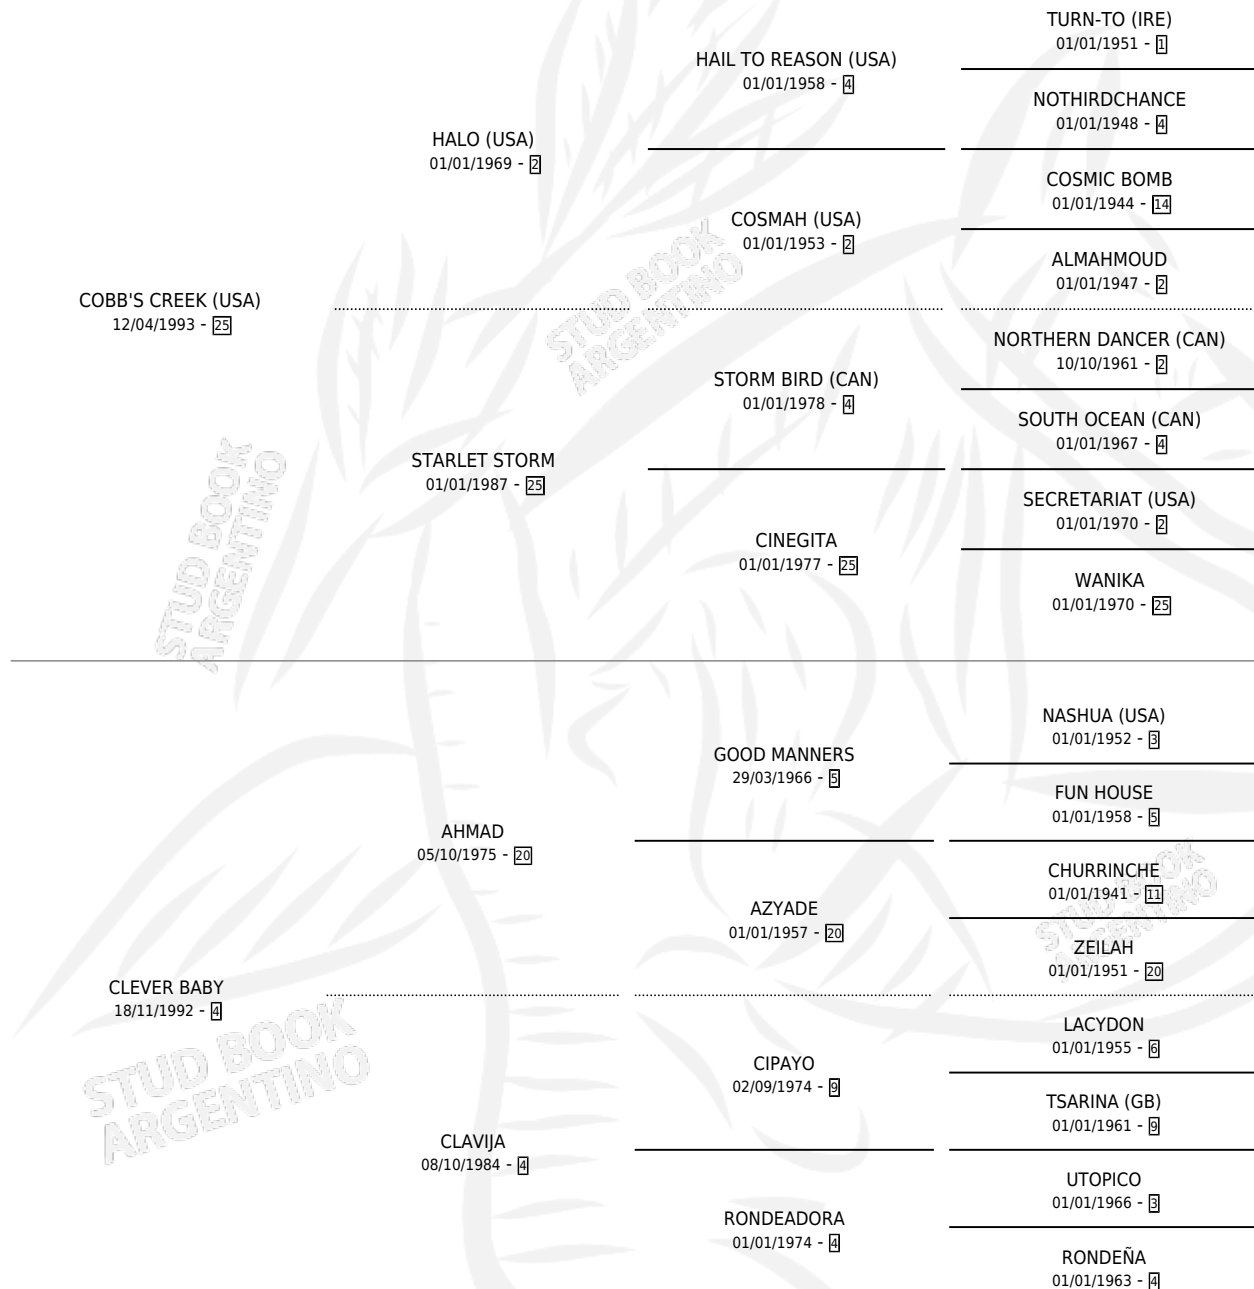 TURN-TO (IRE)
01/01/1951 - 1
HAIL TO REASON (USA)
01/01/1958 - 4
NOTHIRDCHANCE
01/01/1948 - 4
HALO (USA)
01/01/1969 - 2
COSMIC BOMB
01/01/1944 - 14
COSMAH (USA)
01/01/1953 - 2
ALMAHMOUD
01/01/1947 - 2
COBB'S CREEK (USA)
12/04/1993 - 25
NORTHERN DANCER (CAN)
10/10/1961 - 2
STORM BIRD (CAN)
01/01/1978 - 4
SOUTH OCEAN (CAN)
01/01/1967 - 4
STARLET STORM
01/01/1987 - 25
SECRETARIAT (USA)
01/01/1970 - 2
CINEGITA
01/01/1977 - 25
WANIKA
01/01/1970 - 25
NASHUA (USA)
01/01/1952 - 3
GOOD MANNERS
29/03/1966 - 5
FUN HOUSE
01/01/1958 - 5
AHMAD
05/10/1975 - 20
CHURRINCHE
01/01/1941 - 11
AZYADE
01/01/1957 - 20
ZEILAH
01/01/1951 - 20
CLEVER BABY
18/11/1992 - 4
LACYDON
01/01/1955 - 6
CIPAYO
02/09/1974 - 9
TSARINA (GB)
01/01/1961 - 9
CLAVIJA
08/10/1984 - 4
UTOPICO
01/01/1966 - 3
RONDEADORA
01/01/1974 - 4
RONDEÑA
01/01/1963 - 4
STUD BOOK
ARGENTINO
STUD BOOK
ARGENTINO
STUD BOOK
ARGENTINO
STUD BOOK
ARGENTINO